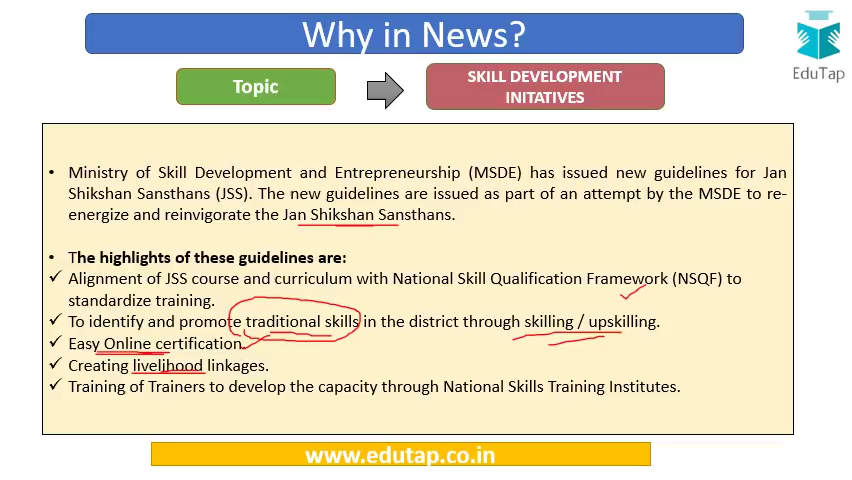 Why in News?
EduTap
Topic
SKILL DEVELOPMENT
INITATIVES
• Ministry of Skill Development and Entrepreneurship (MSDE) has issued new guidelines for Jan
Shikshan Sansthans (JSS). The new guidelines are issued as part of an attempt by the MSDE to re-
energize and reinvigorate the Jan Shikshan Sansthans.
• The highlights of these guidelines are:
✓ Alignment of JSS course and curriculum with National Skill Qualification Framework (NSQF) to
standardize training.
✓ To identify and promote traditional skills in the district through skilling / upskilling.
✓ Easy Online certification.
✓ Creating livelihood linkages.
✓ Training of Trainers to develop the capacity through National Skills Training Institutes.
www.edutap.co.in